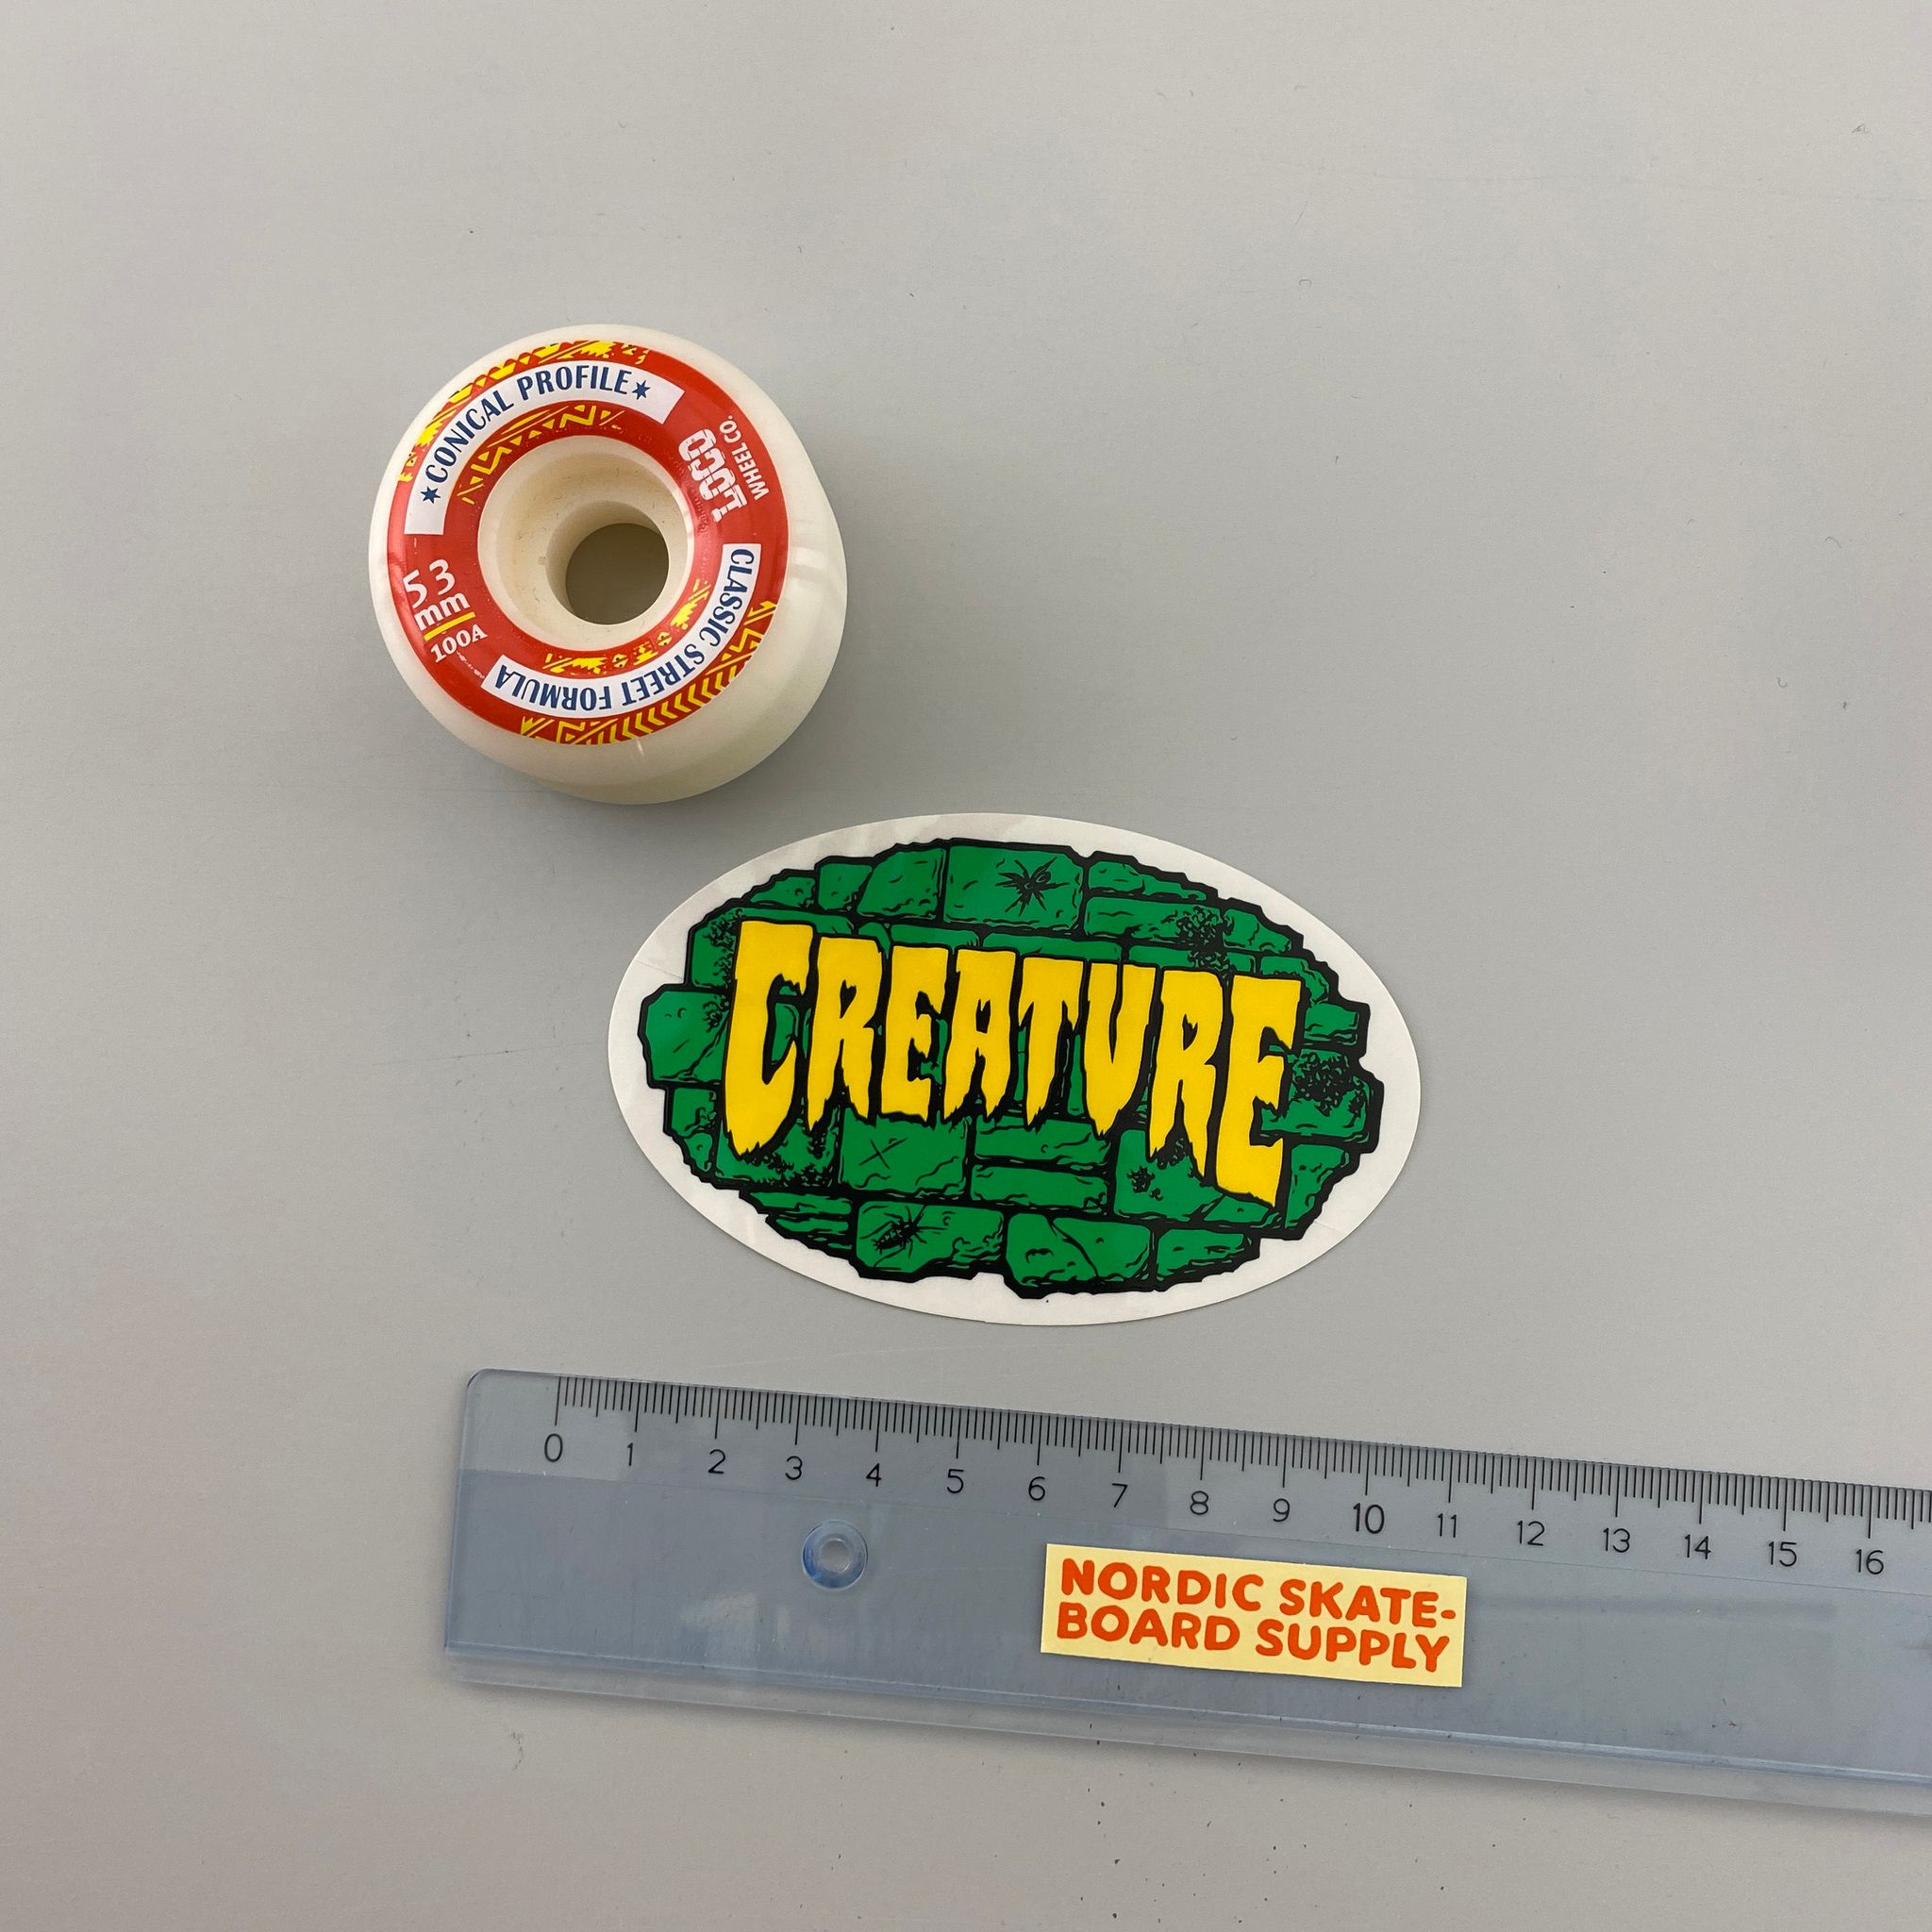 ★CONICAL PROFILE★
WHEEL CO.
53
mm
100A
CLASSIC STREET FORMULA
CREATURE
0 1 2 3 4 5 6 7 8 9 10 11 12 13 14 15 16
NORDIC SKATE-
BOARD SUPPLY